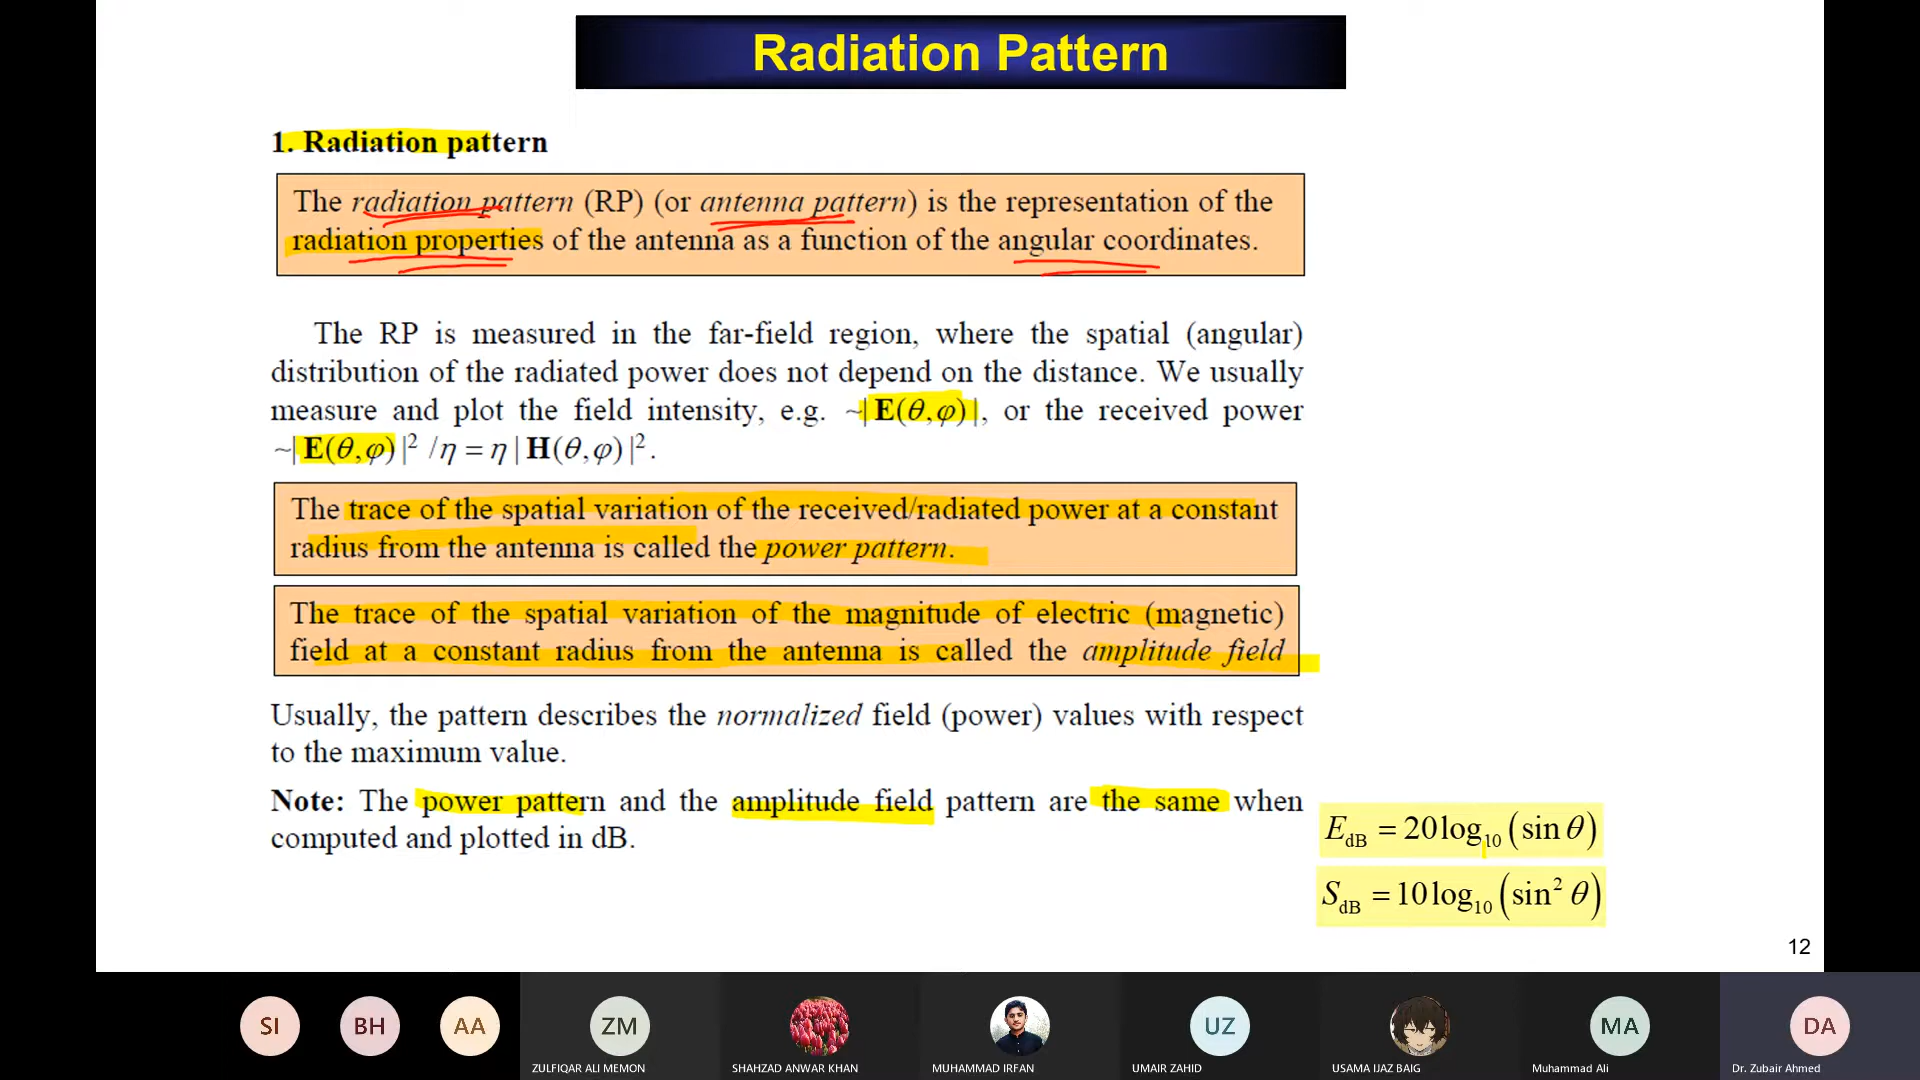 Radiation Pattern
1. Radiation pattern
The radiation pattern (RP) (or antenna pattern) is the representation of the
radiation properties of the antenna as a function of the angular coordinates.
The RP is measured in the far-field region, where the spatial (angular)
distribution of the radiated power does not depend on the distance. We usually
measure and plot the field intensity, e.g. ~|E(θ,φ)|, or the received power
~|E(θ,φ)|² /η = η|H(θ,φ)|².
The trace of the spatial variation of the received/radiated power at a constant
radius from the antenna is called the power pattern.
The trace of the spatial variation of the magnitude of electric (magnetic)
field at a constant radius from the antenna is called the amplitude field
Usually, the pattern describes the normalized field (power) values with respect
to the maximum value.
Note: The power pattern and the amplitude field pattern are the same when
computed and plotted in dB.
E_dB = 20log₁₀(sin θ)
S_dB = 10log₁₀(sin² θ)
12
SI BH AA ZM UZ MA DA
ZULFIQAR ALI MEMON SHAHZAD ANWAR KHAN MUHAMMAD IRFAN UMAIR ZAHID USAMA IJAZ BAIG Muhammad Ali Dr. Zubair Ahmed